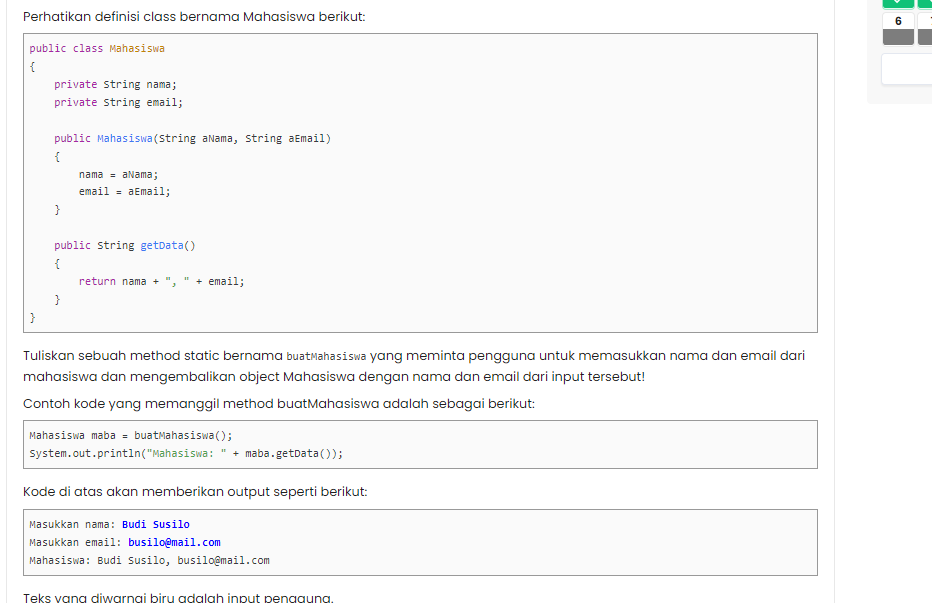 Perhatikan definisi class bernama Mahasiswa berikut:
public class Mahasiswa
{
    private String nama;
    private String email;

    public Mahasiswa(String aNama, String aEmail)
    {
        nama = aNama;
        email = aEmail;
    }

    public String getData()
    {
        return nama + ", " + email;
    }
}
Tuliskan sebuah method static bernama buatMahasiswa yang meminta pengguna untuk memasukkan nama dan email dari
mahasiswa dan mengembalikan object Mahasiswa dengan nama dan email dari input tersebut!
Contoh kode yang memanggil method buatMahasiswa adalah sebagai berikut:
Mahasiswa maba = buatMahasiswa();
System.out.println("Mahasiswa: " + maba.getData());
Kode di atas akan memberikan output seperti berikut:
Masukkan nama: Budi Susilo
Masukkan email: busilo@mail.com
Mahasiswa: Budi Susilo, busilo@mail.com
Teks yang diwarnai biru adalah input pengguna.
6